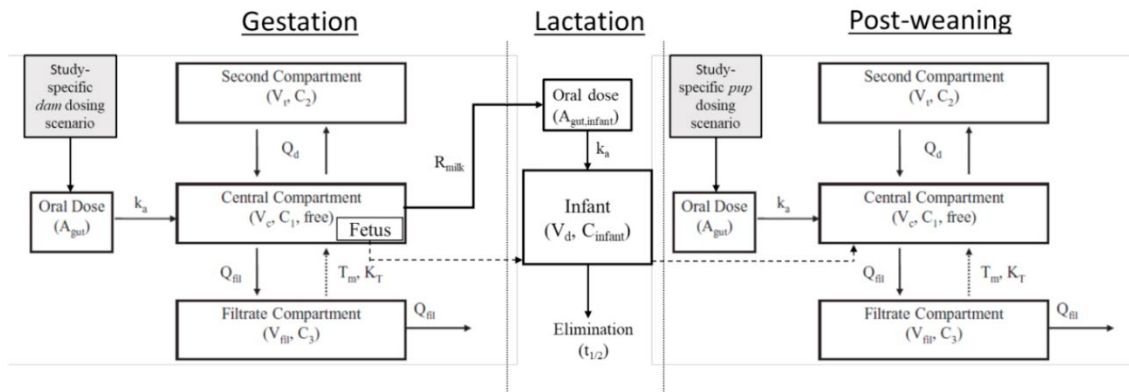 Gestation
Lactation
Post-weaning
Study-
specific
dam dosing
scenario
Second Compartment
(Vr, C2)
Qd
Oral Dose
(Agut)
ka
Central Compartment
(Vc, C1, free)
Fetus
Qfil
Tm, KT
Filtrate Compartment
(Vfil, C3)
Qfil
Rmilk
Oral dose
(Agut,infant)
ka
Infant
(Vd, Cinfant)
Elimination
(t1/2)
Study-
specific pup
dosing
scenario
Second Compartment
(Vr, C2)
Qd
Oral Dose
(Agut)
ka
Central Compartment
(Vc, C1, free)
Qfil
Tm, KT
Filtrate Compartment
(Vfil, C3)
Qfil